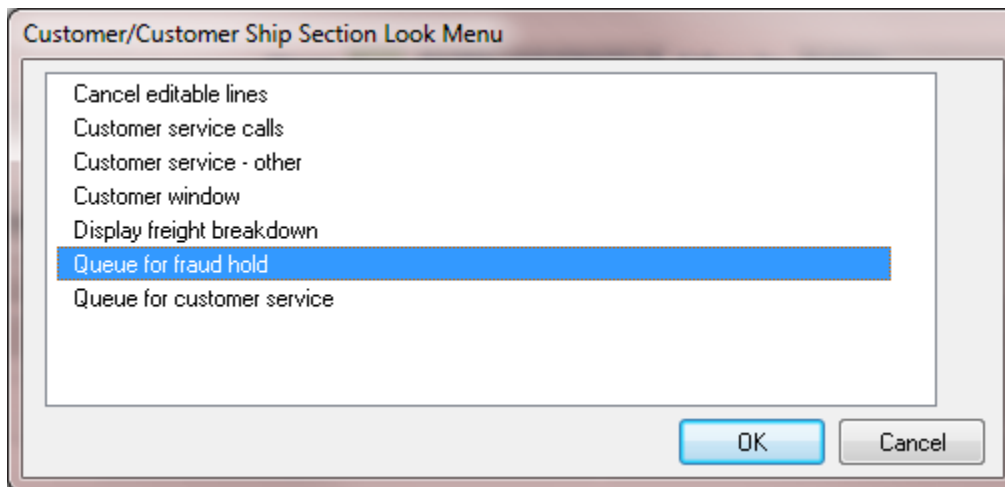 Customer/Customer Ship Section Look Menu
Cancel editable lines
Customer service calls
Customer service - other
Customer window
Display freight breakdown
Queue for fraud hold
Queue for customer service
OK
Cancel